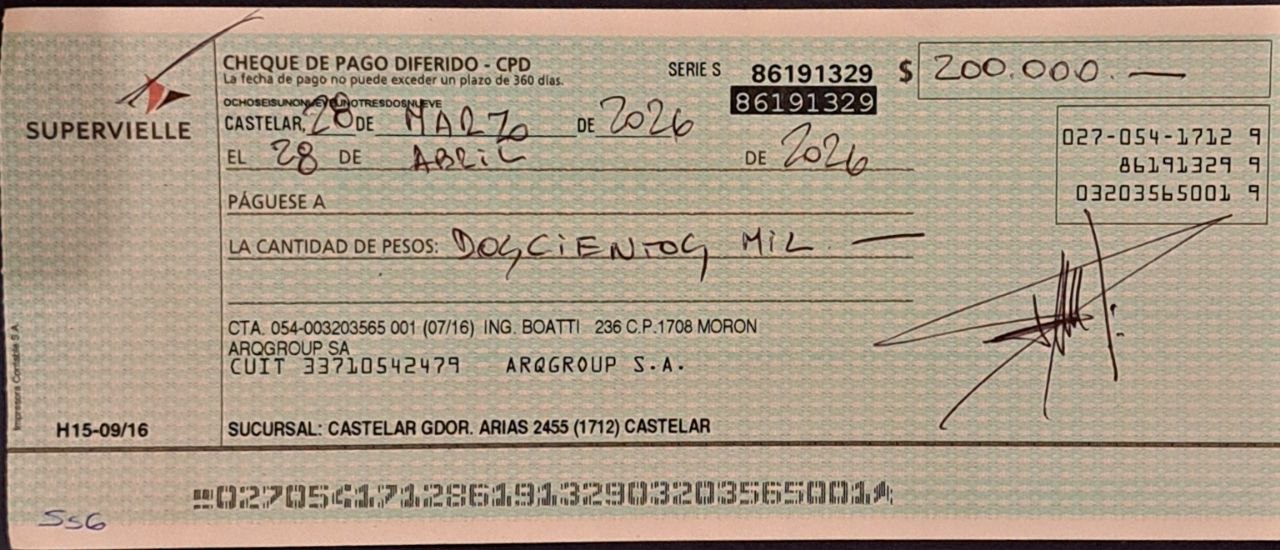 CHEQUE DE PAGO DIFERIDO - CPD
La fecha de pago no puede exceder un plazo de 360 días.
SERIE S 86191329 $ 200.000.—
86191329
OCHOSEISUNONUEVEUNOTRESDOSNUEVE
SUPERVIELLE
CASTELAR, 28 DE MARZO DE 2026
EL 28 DE ABRIL DE 2026
027-054-1712 9
86191329 9
03203565001 9
PÁGUESE A
LA CANTIDAD DE PESOS: DOSCIENTOS MIL. —
CTA. 054-003203565 001 (07/16) ING. BOATTI 236 C.P.1708 MORON
ARQGROUP SA
CUIT 33710542479 ARQGROUP S.A.
Impresora Contable S.A.
H15-09/16
SUCURSAL: CASTELAR GDOR. ARIAS 2455 (1712) CASTELAR
02705417128619132903203565001
556